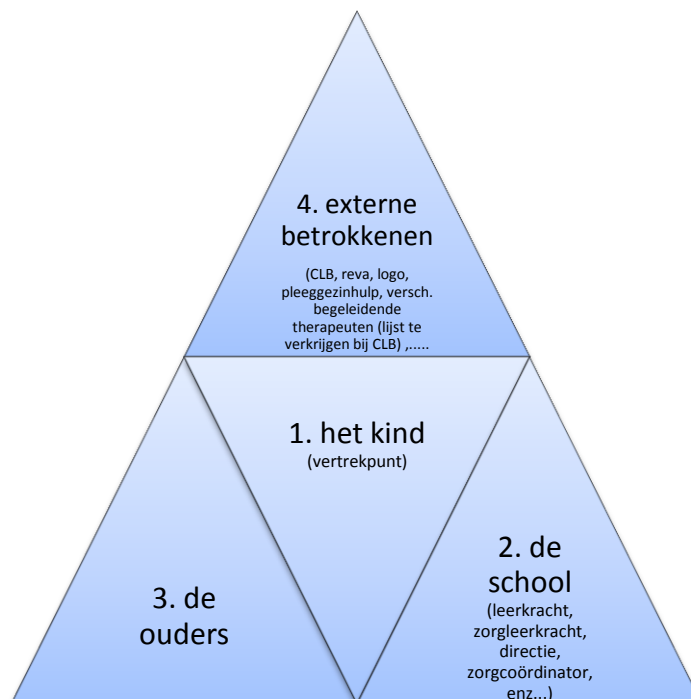 4. externe
betrokkenen
(CLB, reva, logo,
pleeggezinhulp, versch.
begeleidende
therapeuten (lijst te
verkrijgen bij CLB) ,.....
1. het kind
(vertrekpunt)
3. de
ouders
2. de
school
(leerkracht,
zorgleerkracht,
directie,
zorgcoördinator,
enz...)